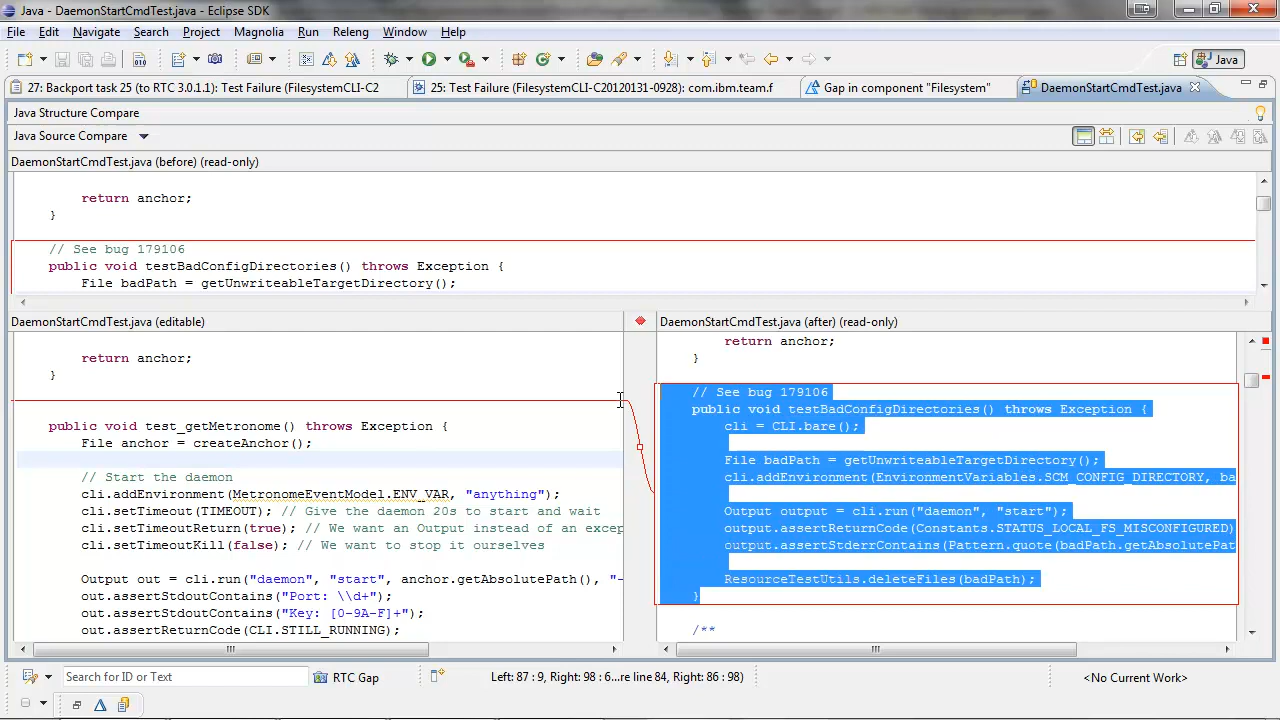 Java - DaemonStartCmdTest.java - Eclipse SDK
File Edit Navigate Search Project Magnolia Run Releng Window Help
Java
27: Backport task 25 (to RTC 3.0.1.1): Test Failure (FilesystemCLI-C2
25: Test Failure (FilesystemCLI-C20120131-0928): com.ibm.team.f
Gap in component "Filesystem"
DaemonStartCmdTest.java
Java Structure Compare
Java Source Compare
DaemonStartCmdTest.java (before) (read-only)
return anchor;
}
// See bug 179106
public void testBadConfigDirectories() throws Exception {
File badPath = getUnwriteableTargetDirectory();
DaemonStartCmdTest.java (editable)
return anchor;
}
public void test_getMetronome() throws Exception {
File anchor = createAnchor();
// Start the daemon
cli.addEnvironment(MetronomeEventModel.ENV_VAR, "anything");
cli.setTimeout(TIMEOUT); // Give the daemon 20s to start and wait
cli.setTimeoutReturn(true); // We want an Output instead of an excep
cli.setTimeoutKill(false); // We want to stop it ourselves
Output out = cli.run("daemon", "start", anchor.getAbsolutePath(), "-
out.assertStdoutContains("Port: \\d+");
out.assertStdoutContains("Key: [0-9A-F]+");
out.assertReturnCode(CLI.STILL_RUNNING);
DaemonStartCmdTest.java (after) (read-only)
return anchor;
}
// See bug 179106
public void testBadConfigDirectories() throws Exception {
cli = CLI.bare();
File badPath = getUnwriteableTargetDirectory();
cli.addEnvironment(EnvironmentVariables.SCM_CONFIG_DIRECTORY, ba
Output output = cli.run("daemon", "start");
output.assertReturnCode(Constants.STATUS_LOCAL_FS_MISCONFIGURED)
output.assertStderrContains(Pattern.quote(badPath.getAbsolutePat
ResourceTestUtils.deleteFiles(badPath);
}
/**
Search for ID or Text
RTC Gap
Left: 87 : 9, Right: 98 : 6...re line 84, Right: 86 : 98)
<No Current Work>